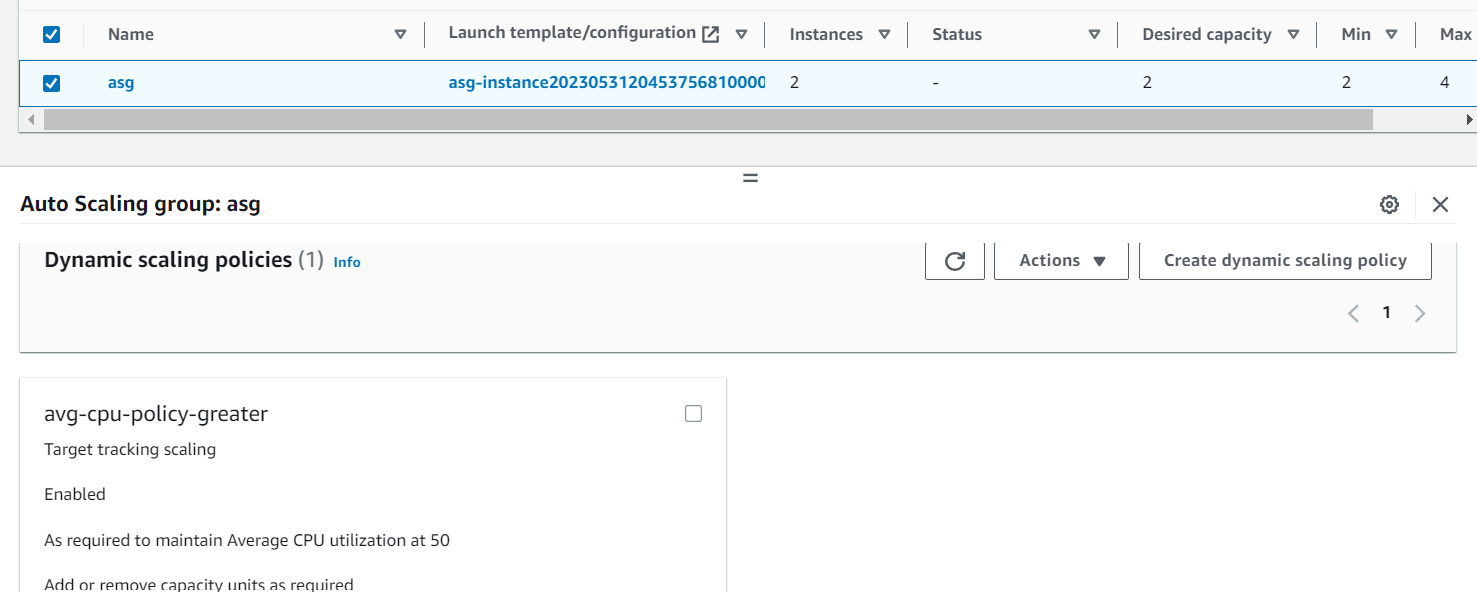 Name Launch template/configuration Instances Status Desired capacity Min Max
asg asg-instance2023053120453756810000 2 - 2 2 4
Auto Scaling group: asg
Dynamic scaling policies (1) Info Actions Create dynamic scaling policy
1
avg-cpu-policy-greater
Target tracking scaling
Enabled
As required to maintain Average CPU utilization at 50
Add or remove capacity units as required